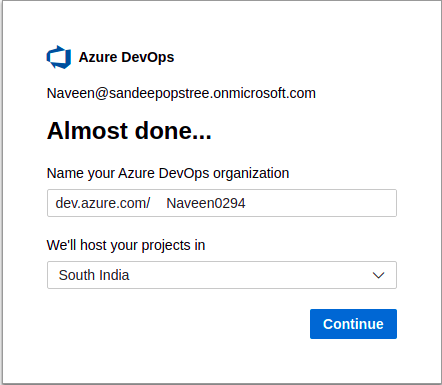 Azure DevOps
Naveen@sandeepopstree.onmicrosoft.com
Almost done...
Name your Azure DevOps organization
dev.azure.com/ Naveen0294
We'll host your projects in
South India
Continue